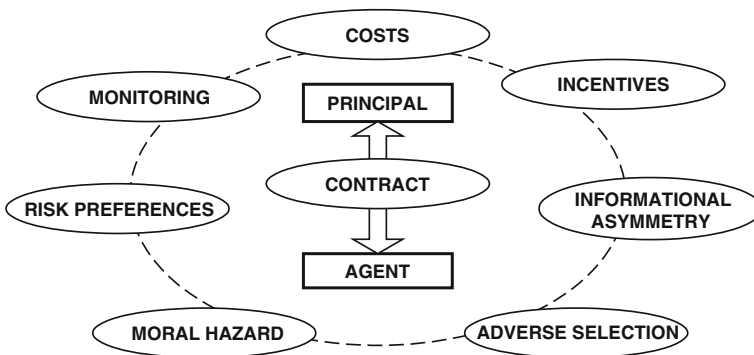 COSTS
MONITORING
INCENTIVES
PRINCIPAL
CONTRACT
RISK PREFERENCES
INFORMATIONAL
ASYMMETRY
AGENT
MORAL HAZARD
ADVERSE SELECTION